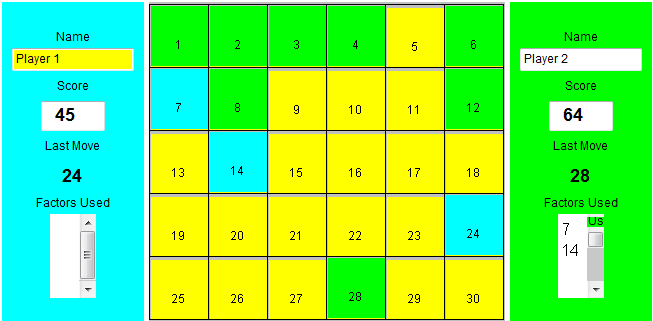 Name
Player 1
Score
45
Last Move
24
Factors Used
1 2 3 4 5 6
7 8 9 10 11 12
13 14 15 16 17 18
19 20 21 22 23 24
25 26 27 28 29 30
Name
Player 2
Score
64
Last Move
28
Factors Used
7
14
Us